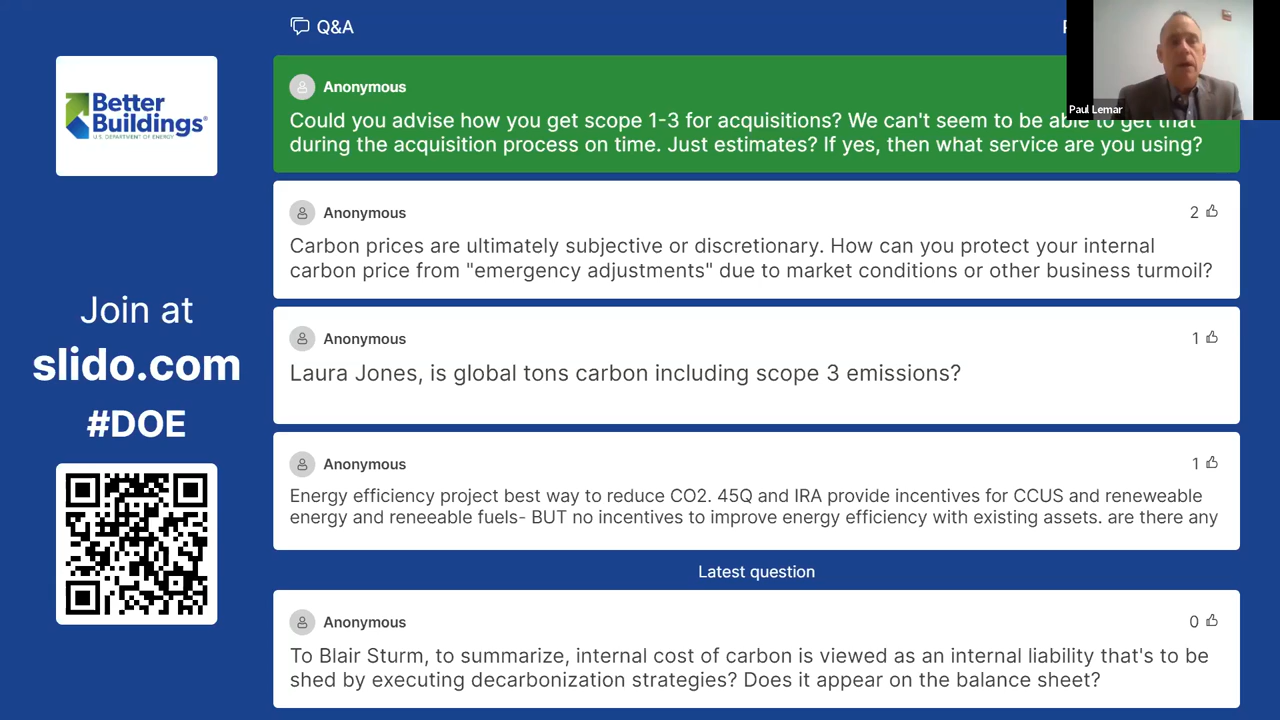 Q&A
P
Paul Lemar
Better
Buildings®
U.S. DEPARTMENT OF ENERGY
Join at
slido.com
#DOE
Anonymous
Could you advise how you get scope 1-3 for acquisitions? We can't seem to be able to get that
during the acquisition process on time. Just estimates? If yes, then what service are you using?
Anonymous
2
Carbon prices are ultimately subjective or discretionary. How can you protect your internal
carbon price from "emergency adjustments" due to market conditions or other business turmoil?
Anonymous
1
Laura Jones, is global tons carbon including scope 3 emissions?
Anonymous
1
Energy efficiency project best way to reduce CO2. 45Q and IRA provide incentives for CCUS and reneweable
energy and reneeable fuels- BUT no incentives to improve energy efficiency with existing assets. are there any
Latest question
Anonymous
0
To Blair Sturm, to summarize, internal cost of carbon is viewed as an internal liability that's to be
shed by executing decarbonization strategies? Does it appear on the balance sheet?